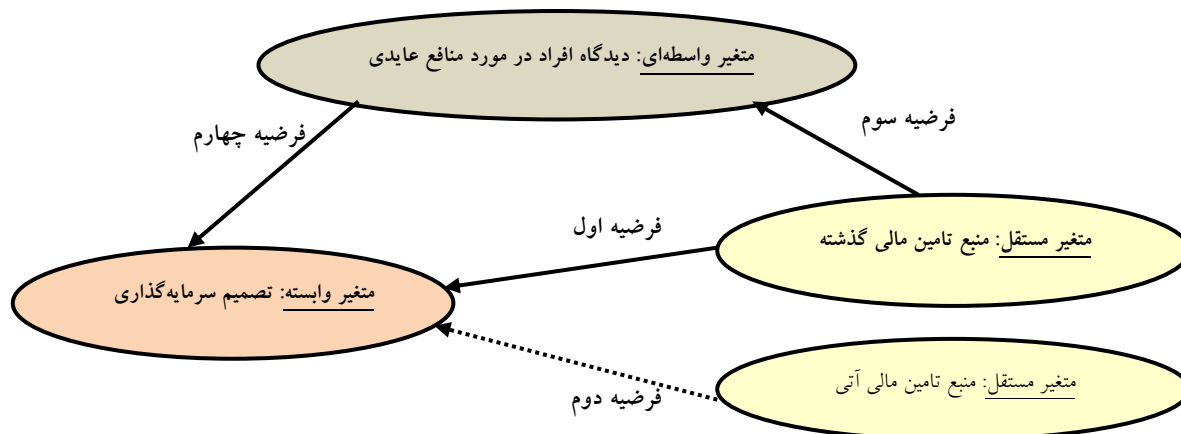 متغیر واسطه‌ای: دیدگاه افراد در مورد منافع عایدی
فرضیه سوم
فرضیه چهارم
متغیر مستقل: منبع تامین مالی گذشته
فرضیه اول
متغیر وابسته: تصمیم سرمایه‌گذاری
متغیر مستقل: منبع تامین مالی آتی
فرضیه دوم